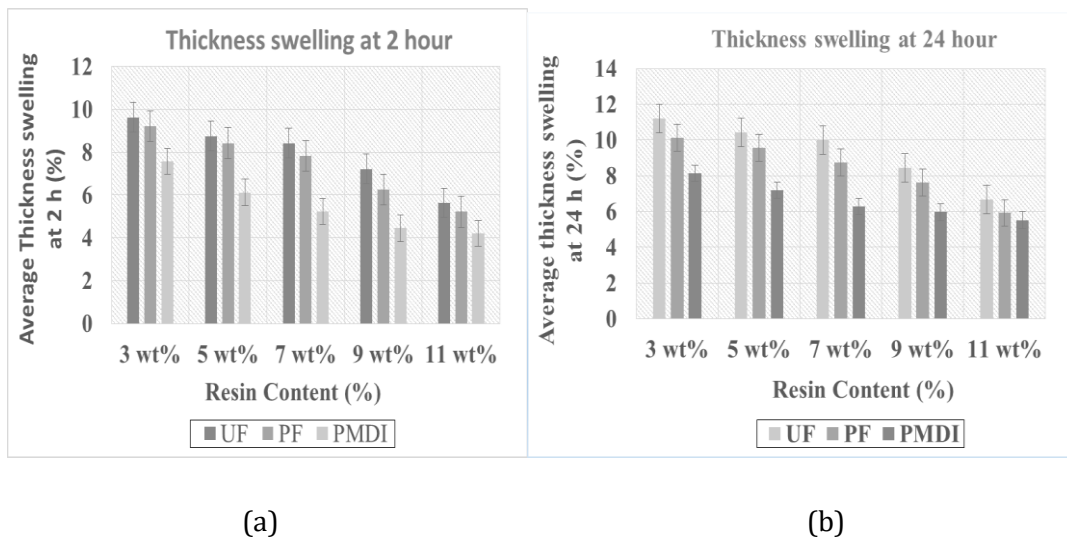 Thickness swelling at 2 hour
Average Thickness swelling
at 2 h (%)
12
10
8
6
4
2
0
3 wt% 5 wt% 7 wt% 9 wt% 11 wt%
Resin Content (%)
UF PF PMDI
Thickness swelling at 24 hour
Average thickness swelling
at 24 h (%)
14
12
10
8
6
4
2
0
3 wt% 5 wt% 7 wt% 9 wt% 11 wt%
Resin Content (%)
UF PF PMDI
(a)
(b)